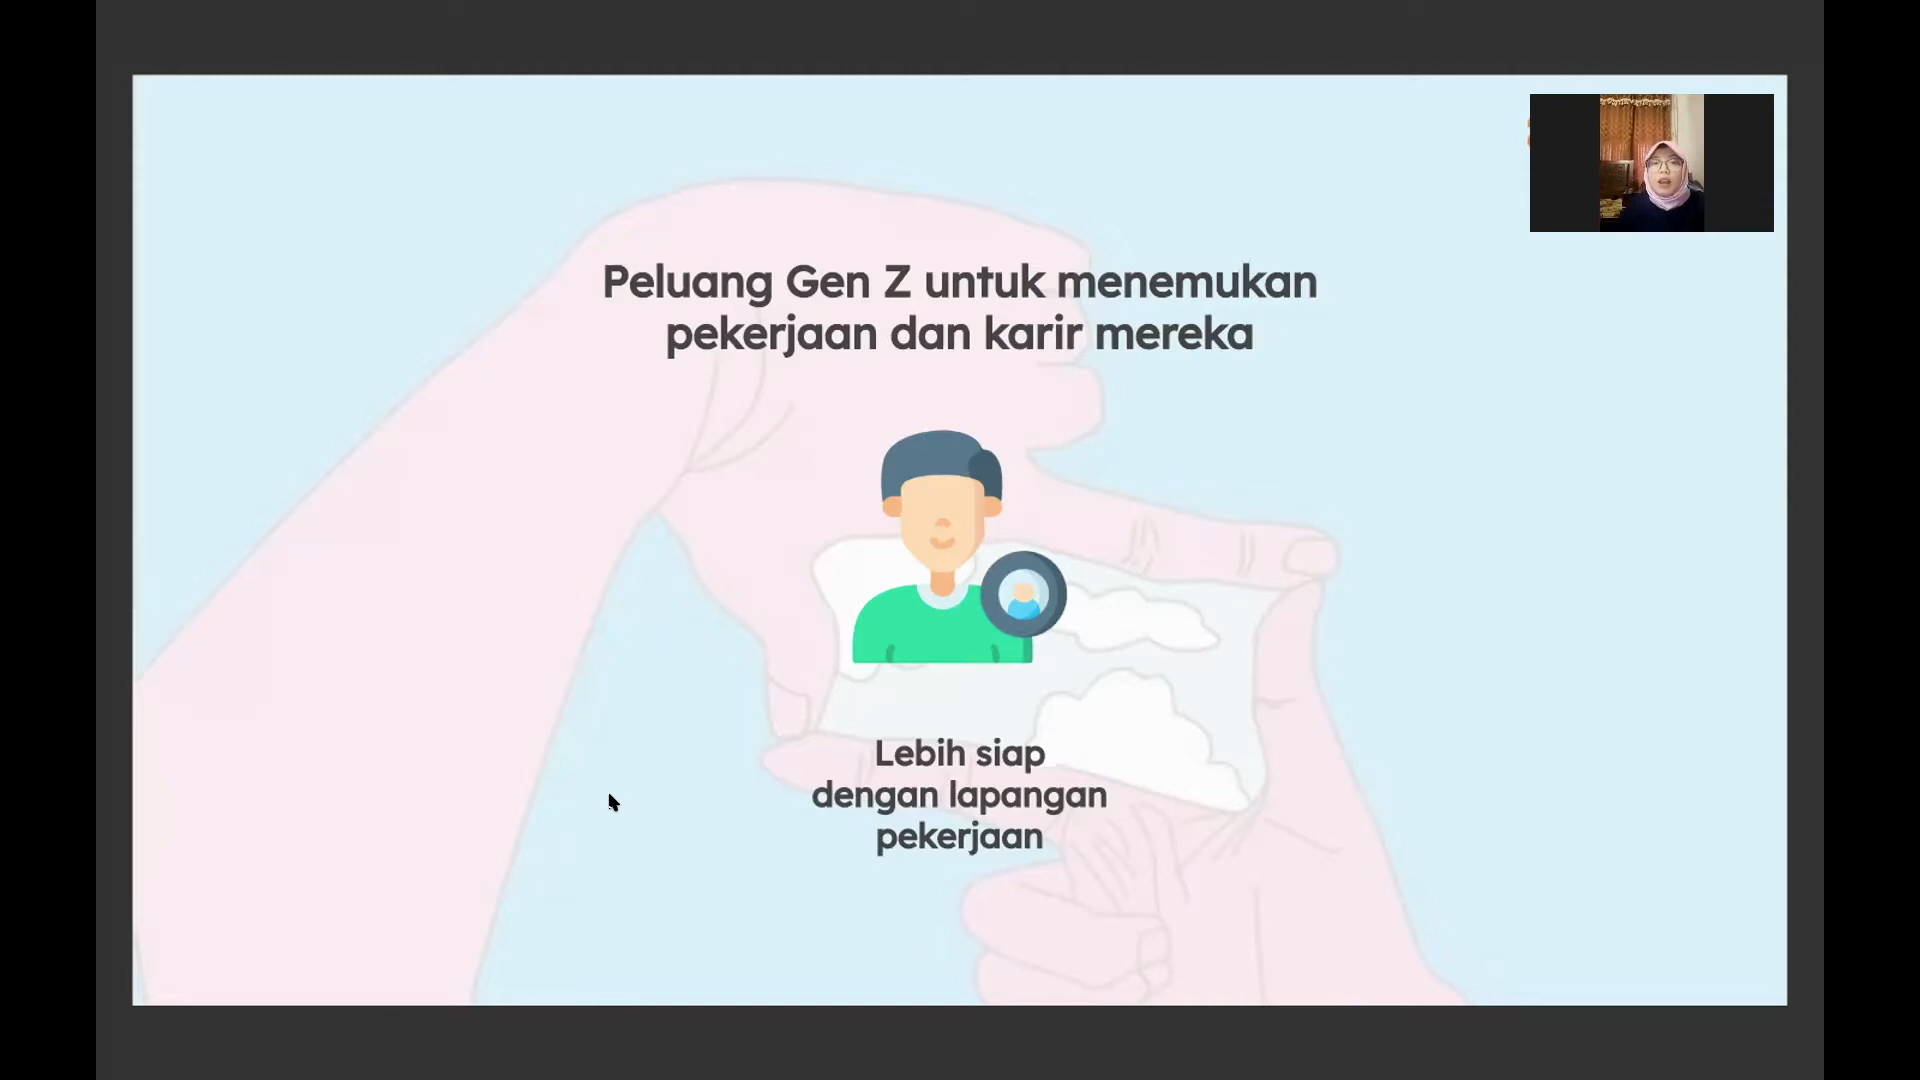 Peluang Gen Z untuk menemukan
pekerjaan dan karir mereka
Lebih siap
dengan lapangan
pekerjaan